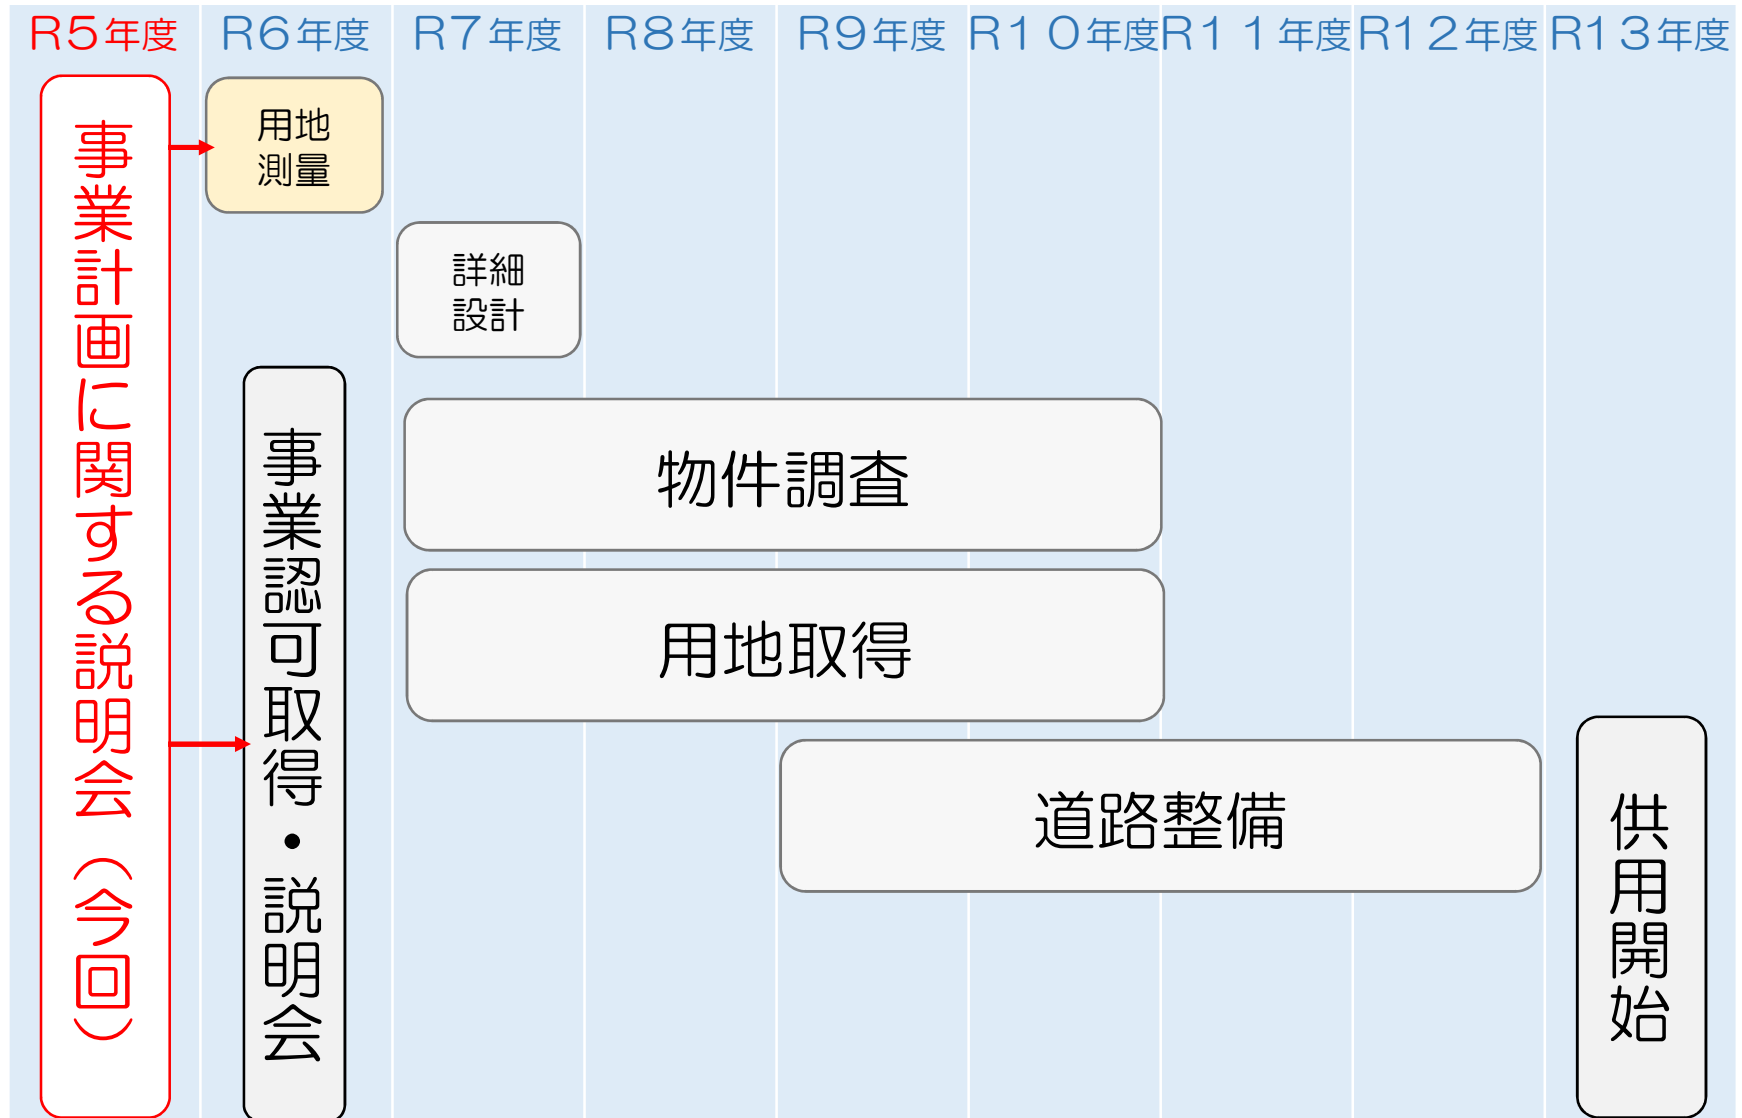 R5年度 R6年度 R7年度 R8年度 R9年度 R10年度 R11年度 R12年度 R13年度
事業計画に関する説明会（今回）
用地
測量
詳細
設計
事業認可取得・説明会
物件調査
用地取得
道路整備
供用開始